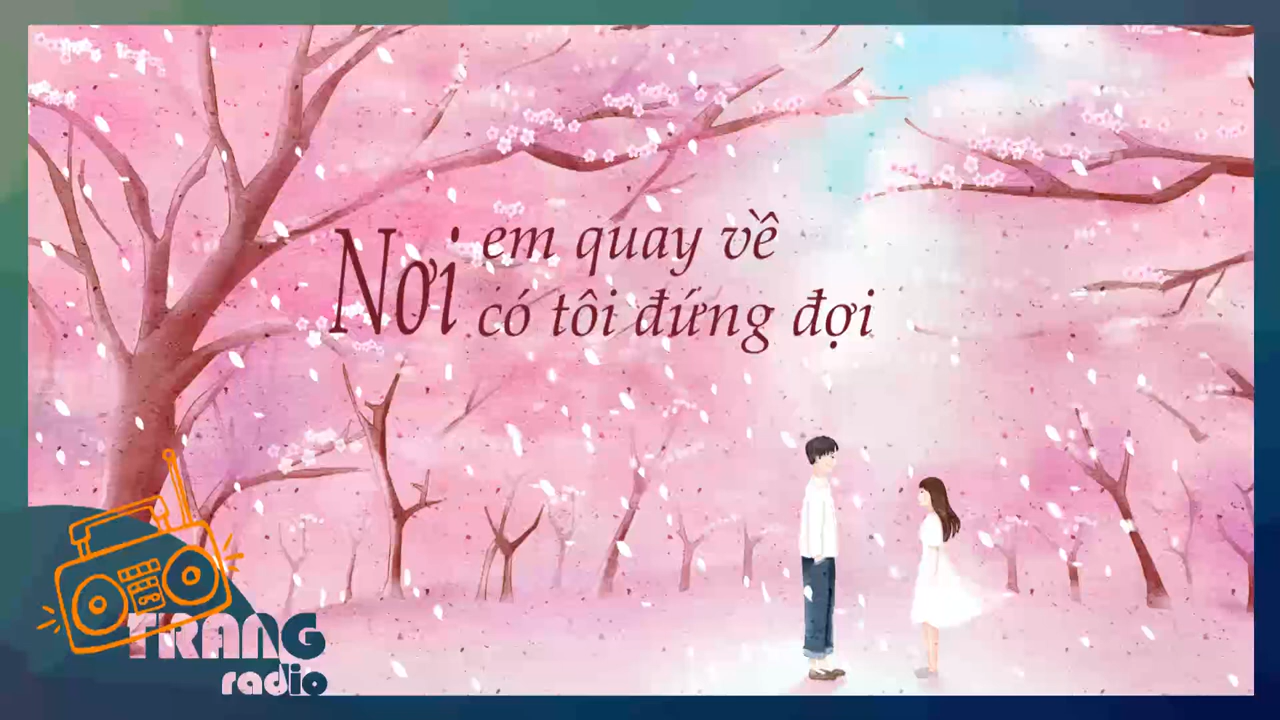 Nơi em quay về
có tôi đứng đợi
TRANG
radio